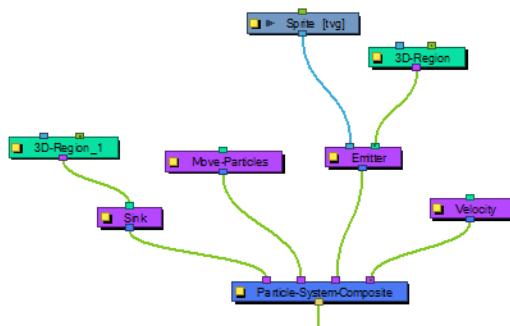 Sprite [tvg]
3D-Region
3D-Region_1
Move-Particles
Emitter
Sink
Velocity
Particle-System-Composite